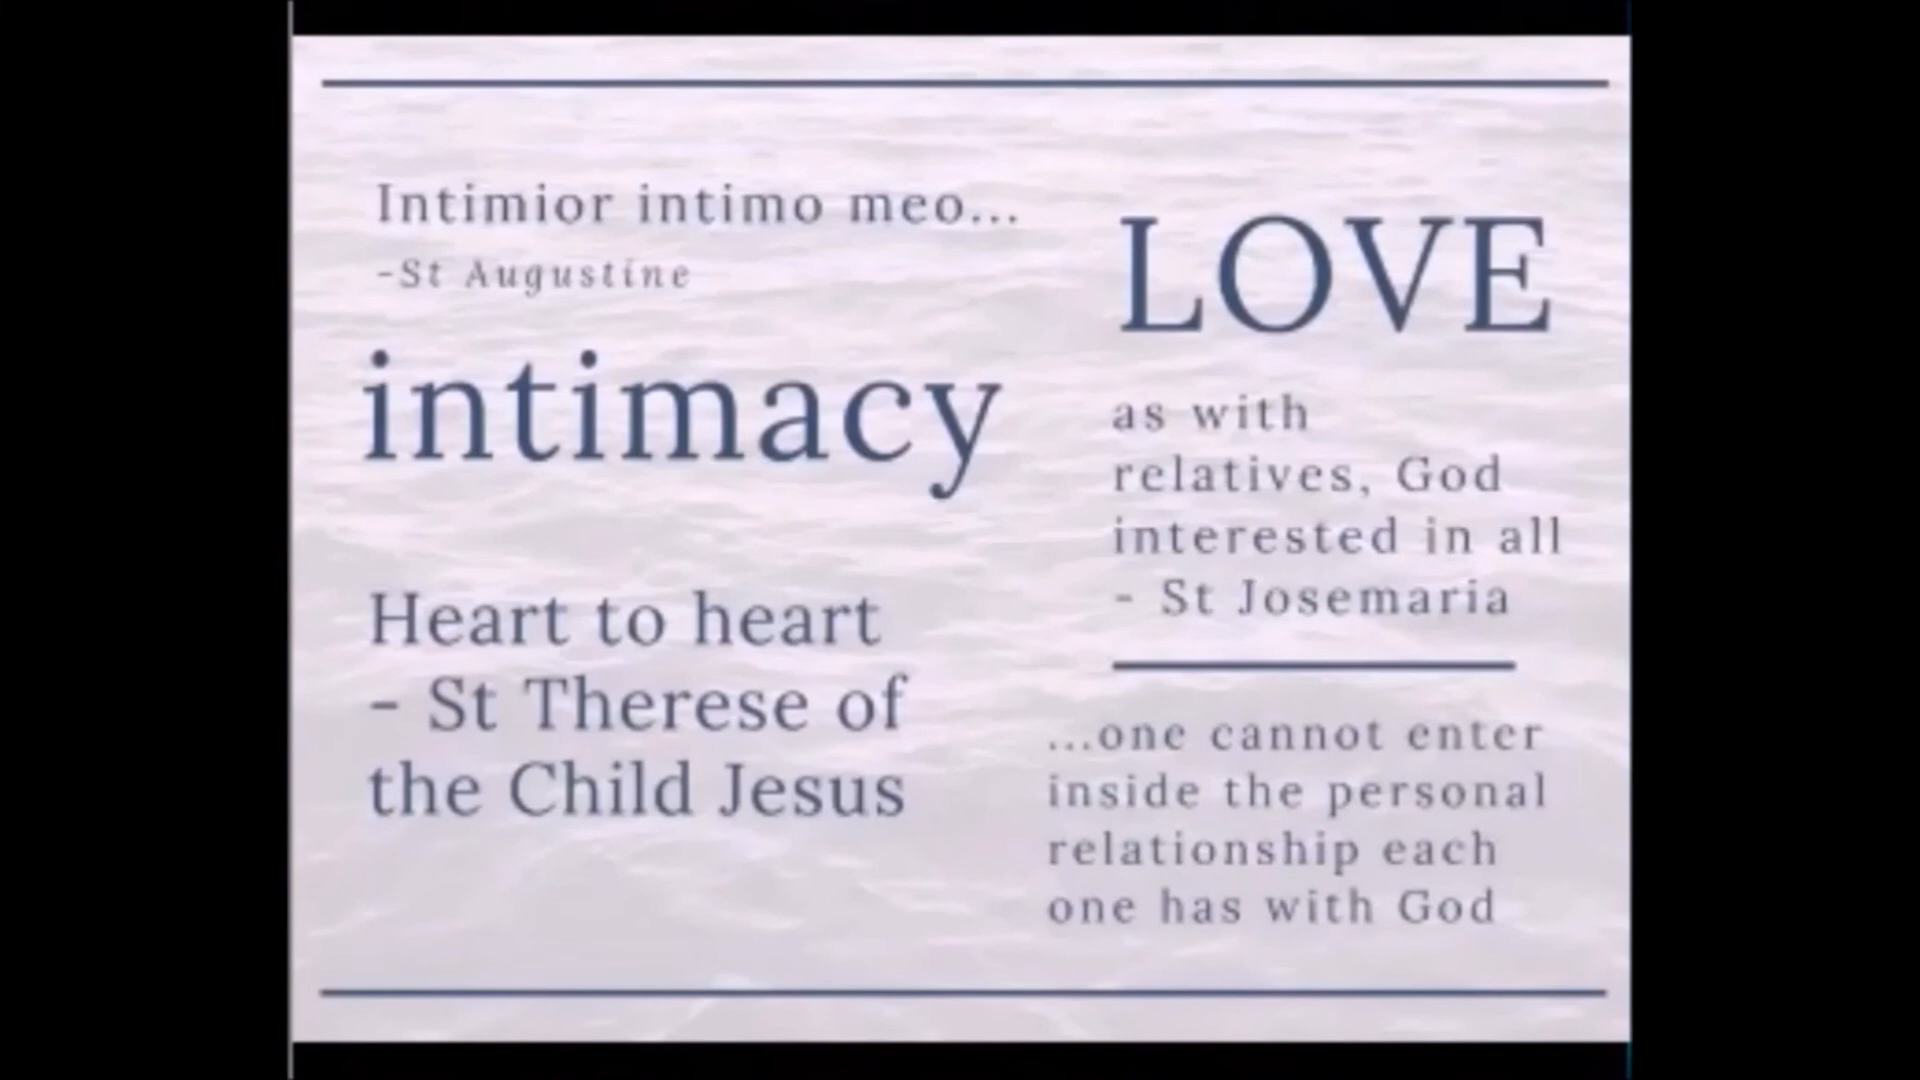 Intimior intimo meo...
-St Augustine
intimacy
Heart to heart
- St Therese of
the Child Jesus
LOVE
as with
relatives, God
interested in all
- St Josemaria
...one cannot enter
inside the personal
relationship each
one has with God